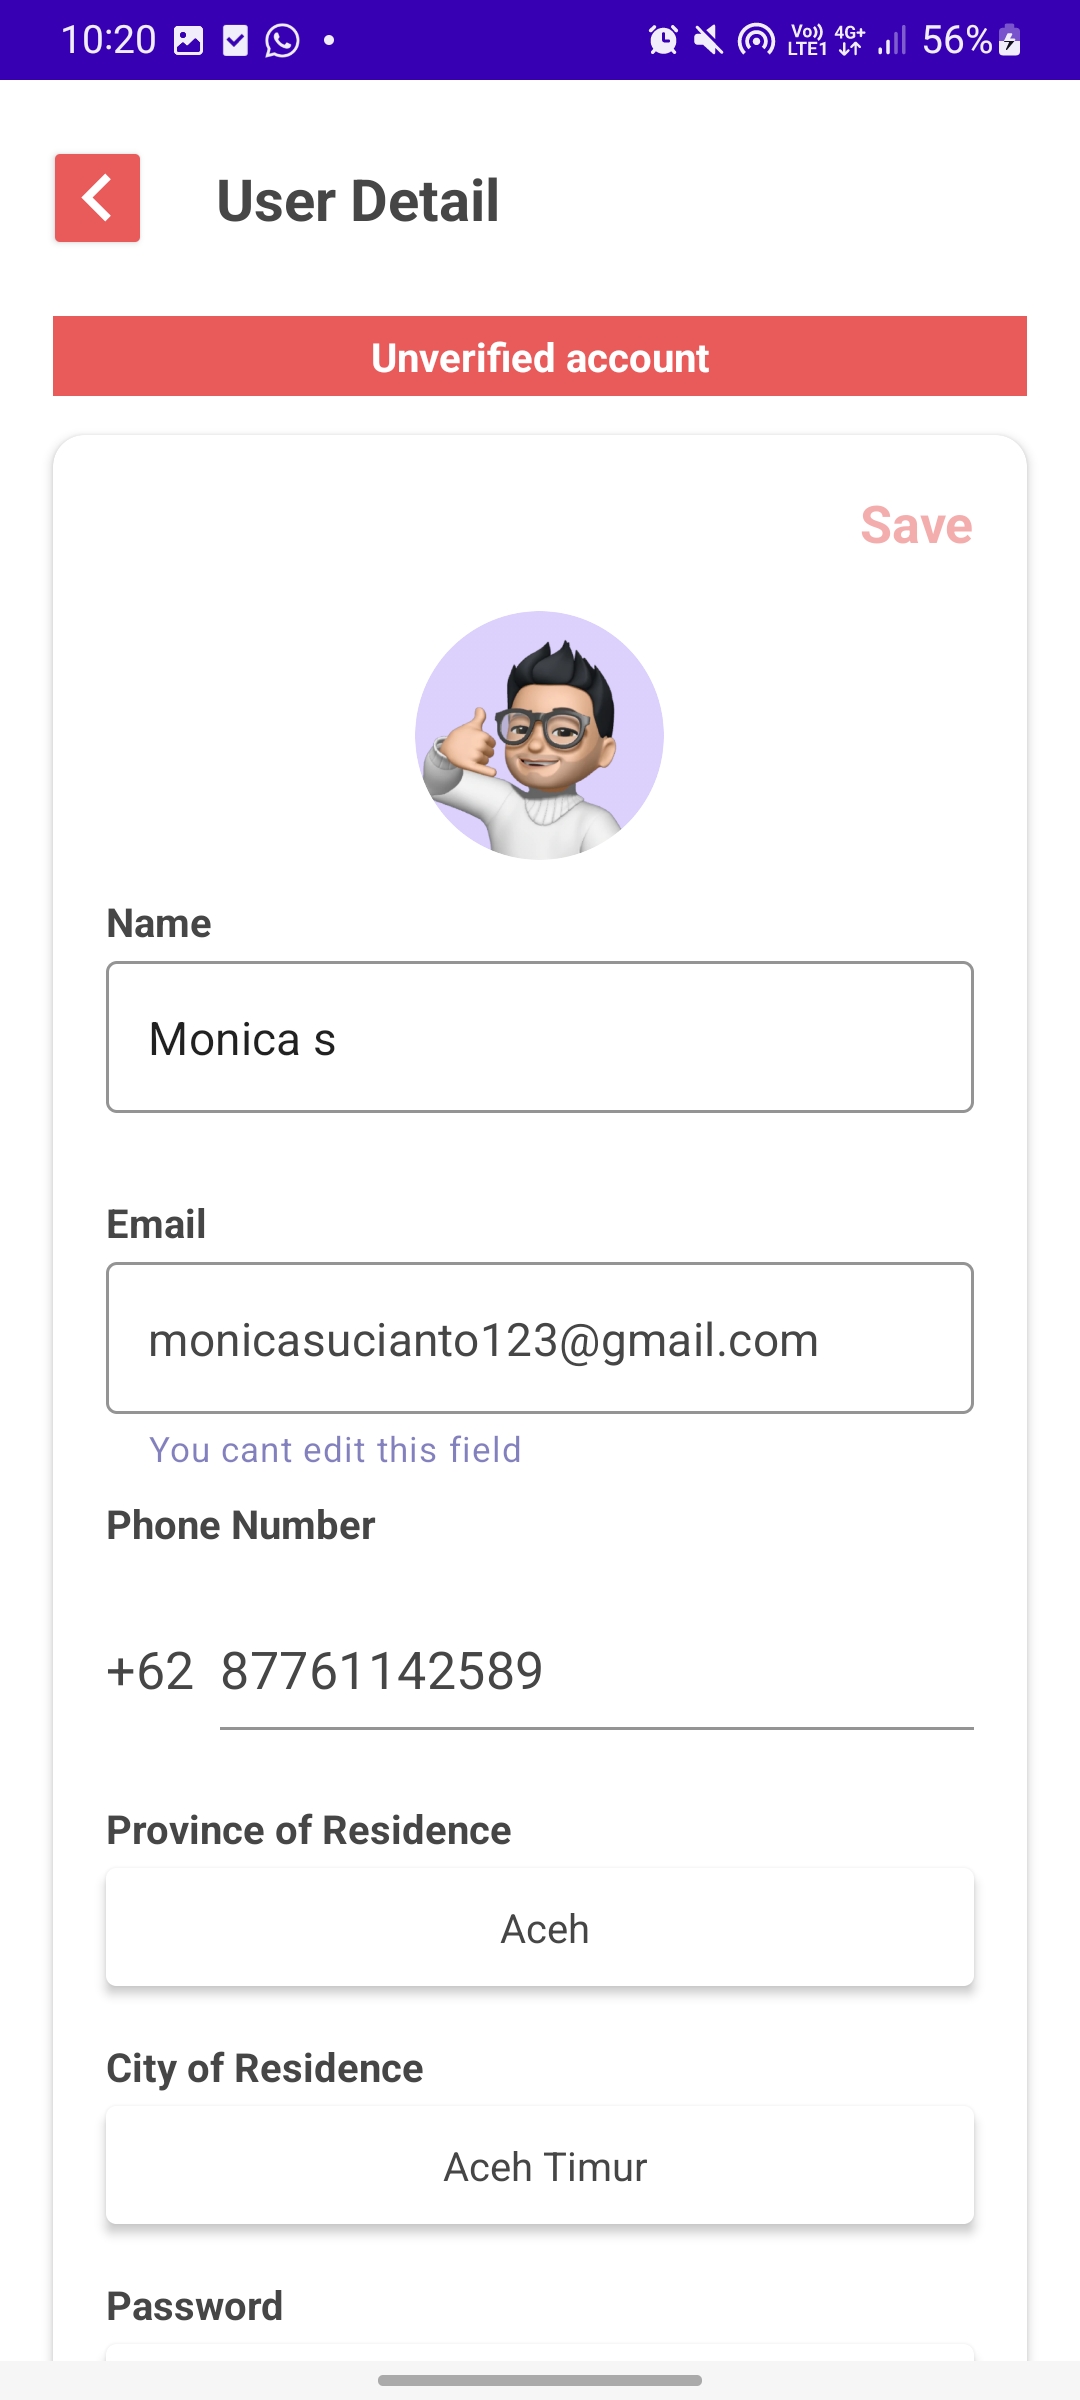 10:20
Vo)) LTE1 4G+ 56%
User Detail
Unverified account
Save
Name
Monica s
Email
monicasucianto123@gmail.com
You cant edit this field
Phone Number
+62 87761142589
Province of Residence
Aceh
City of Residence
Aceh Timur
Password